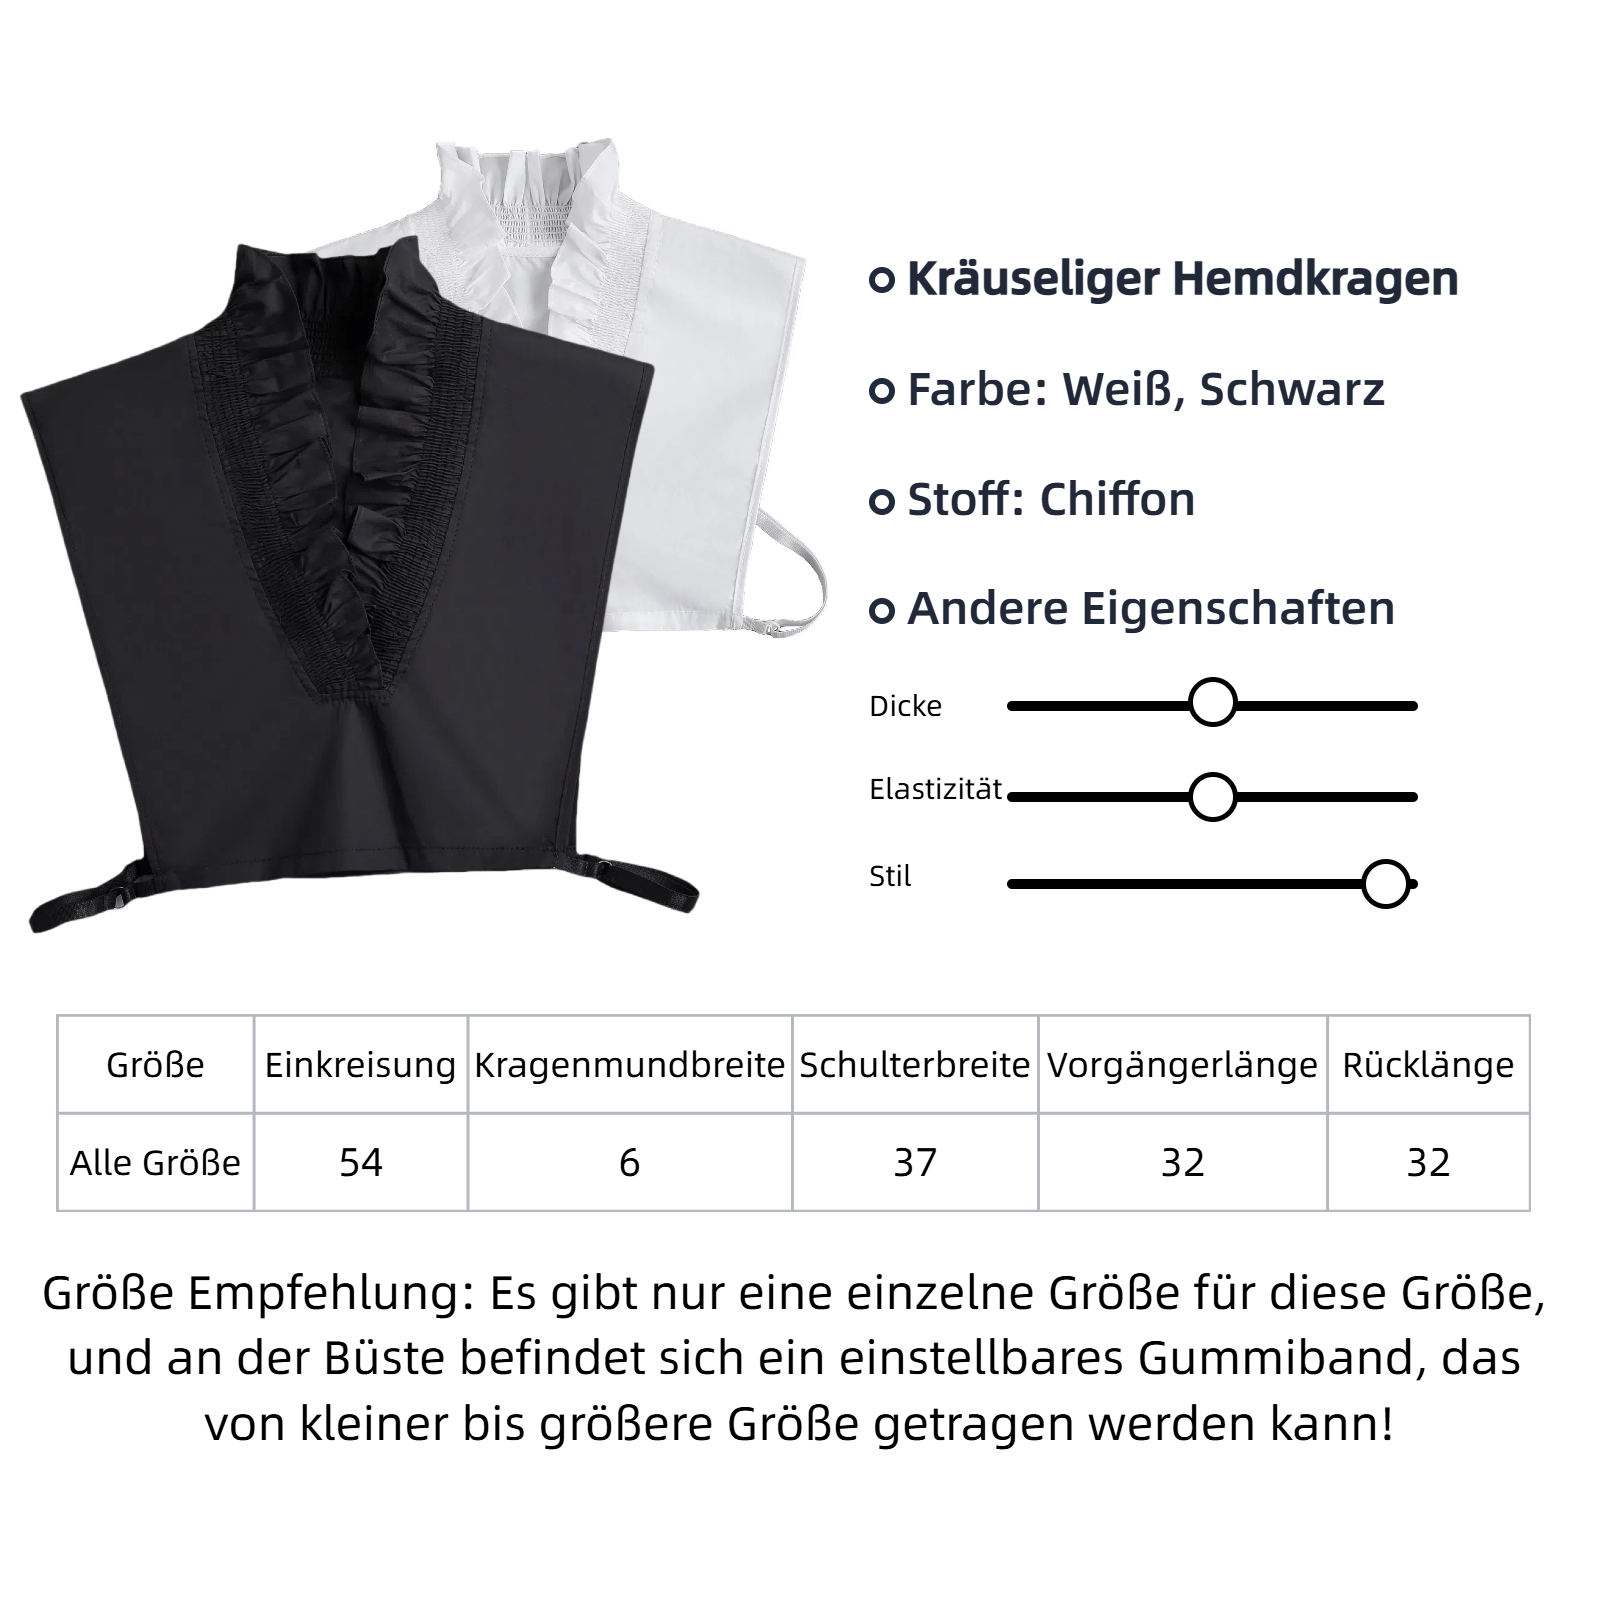 Kräuseliger Hemdkragen
Farbe: Weiß, Schwarz
Stoff: Chiffon
Andere Eigenschaften
Dicke
Elastizität
Stil
Größe Einkreisung Kragenmundbreite Schulterbreite Vorgängerlänge Rücklänge
Alle Größe 54 6 37 32 32
Größe Empfehlung: Es gibt nur eine einzelne Größe für diese Größe,
und an der Büste befindet sich ein einstellbares Gummiband, das
von kleiner bis größere Größe getragen werden kann!